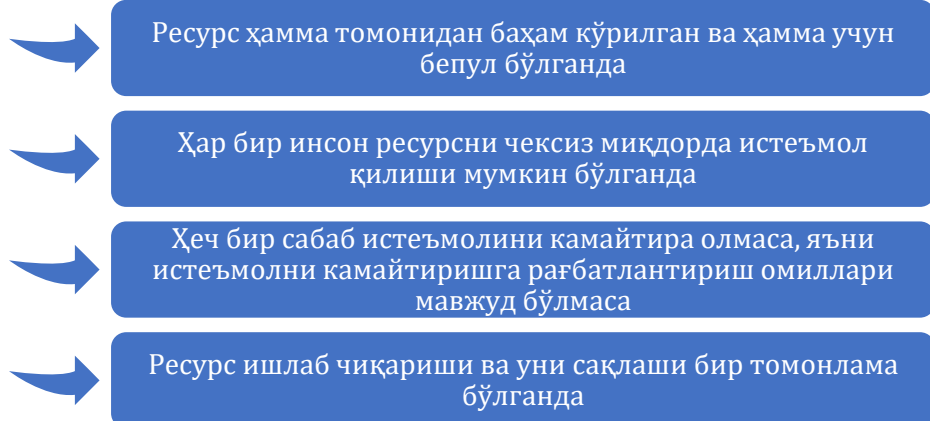 Ресурс ҳамма томонидан баҳам кўрилган ва ҳамма учун
бепул бўлганда
Ҳар бир инсон ресурсни чексиз миқдорда истеъмол
қилиши мумкин бўлганда
Ҳеч бир сабаб истеъмолини камайтира олмаса, яъни
истеъмолни камайтиришга рағбатлантириш омиллари
мавжуд бўлмаса
Ресурс ишлаб чиқариши ва уни сақлаши бир томонлама
бўлганда